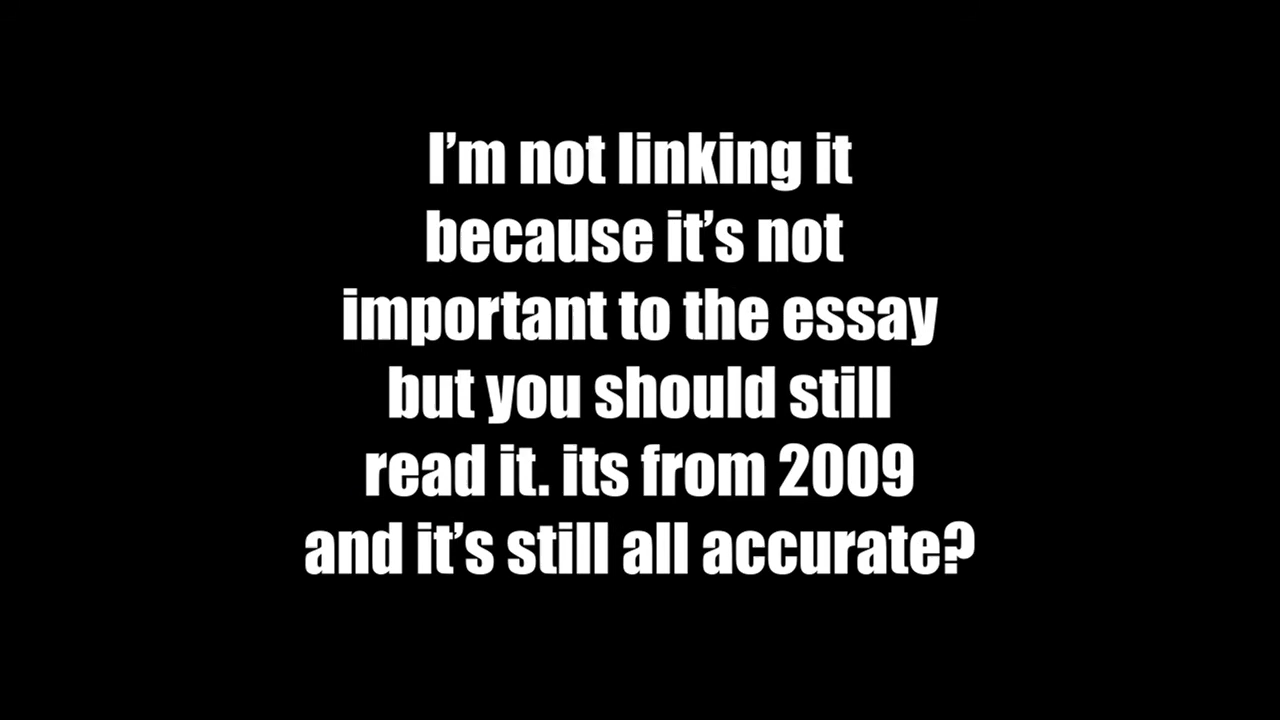 I’m not linking it
because it’s not
important to the essay
but you should still
read it. its from 2009
and it’s still all accurate?